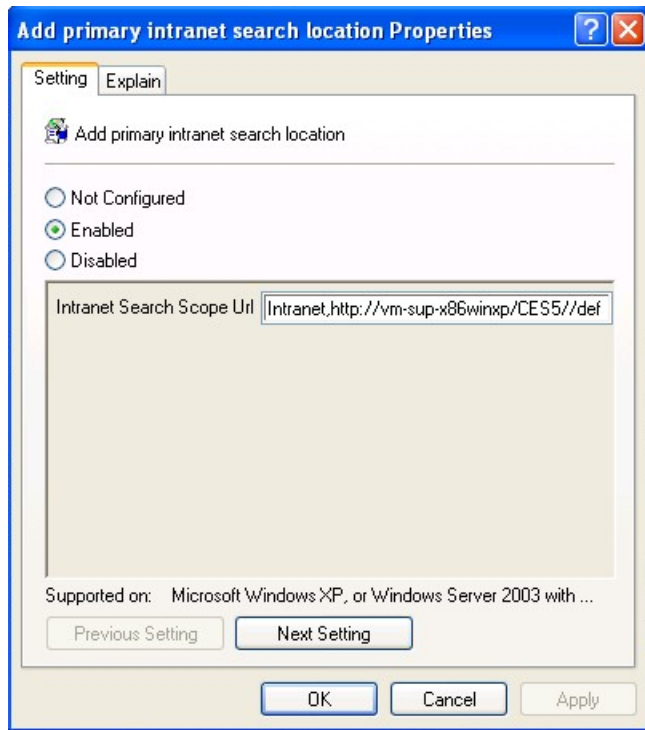 Add primary intranet search location Properties
Setting Explain
Add primary intranet search location
Not Configured
Enabled
Disabled
Intranet Search Scope Url Intranet,http://vm-sup-x86winxp/CES5//def
Supported on: Microsoft Windows XP, or Windows Server 2003 with ...
Previous Setting Next Setting
OK Cancel Apply